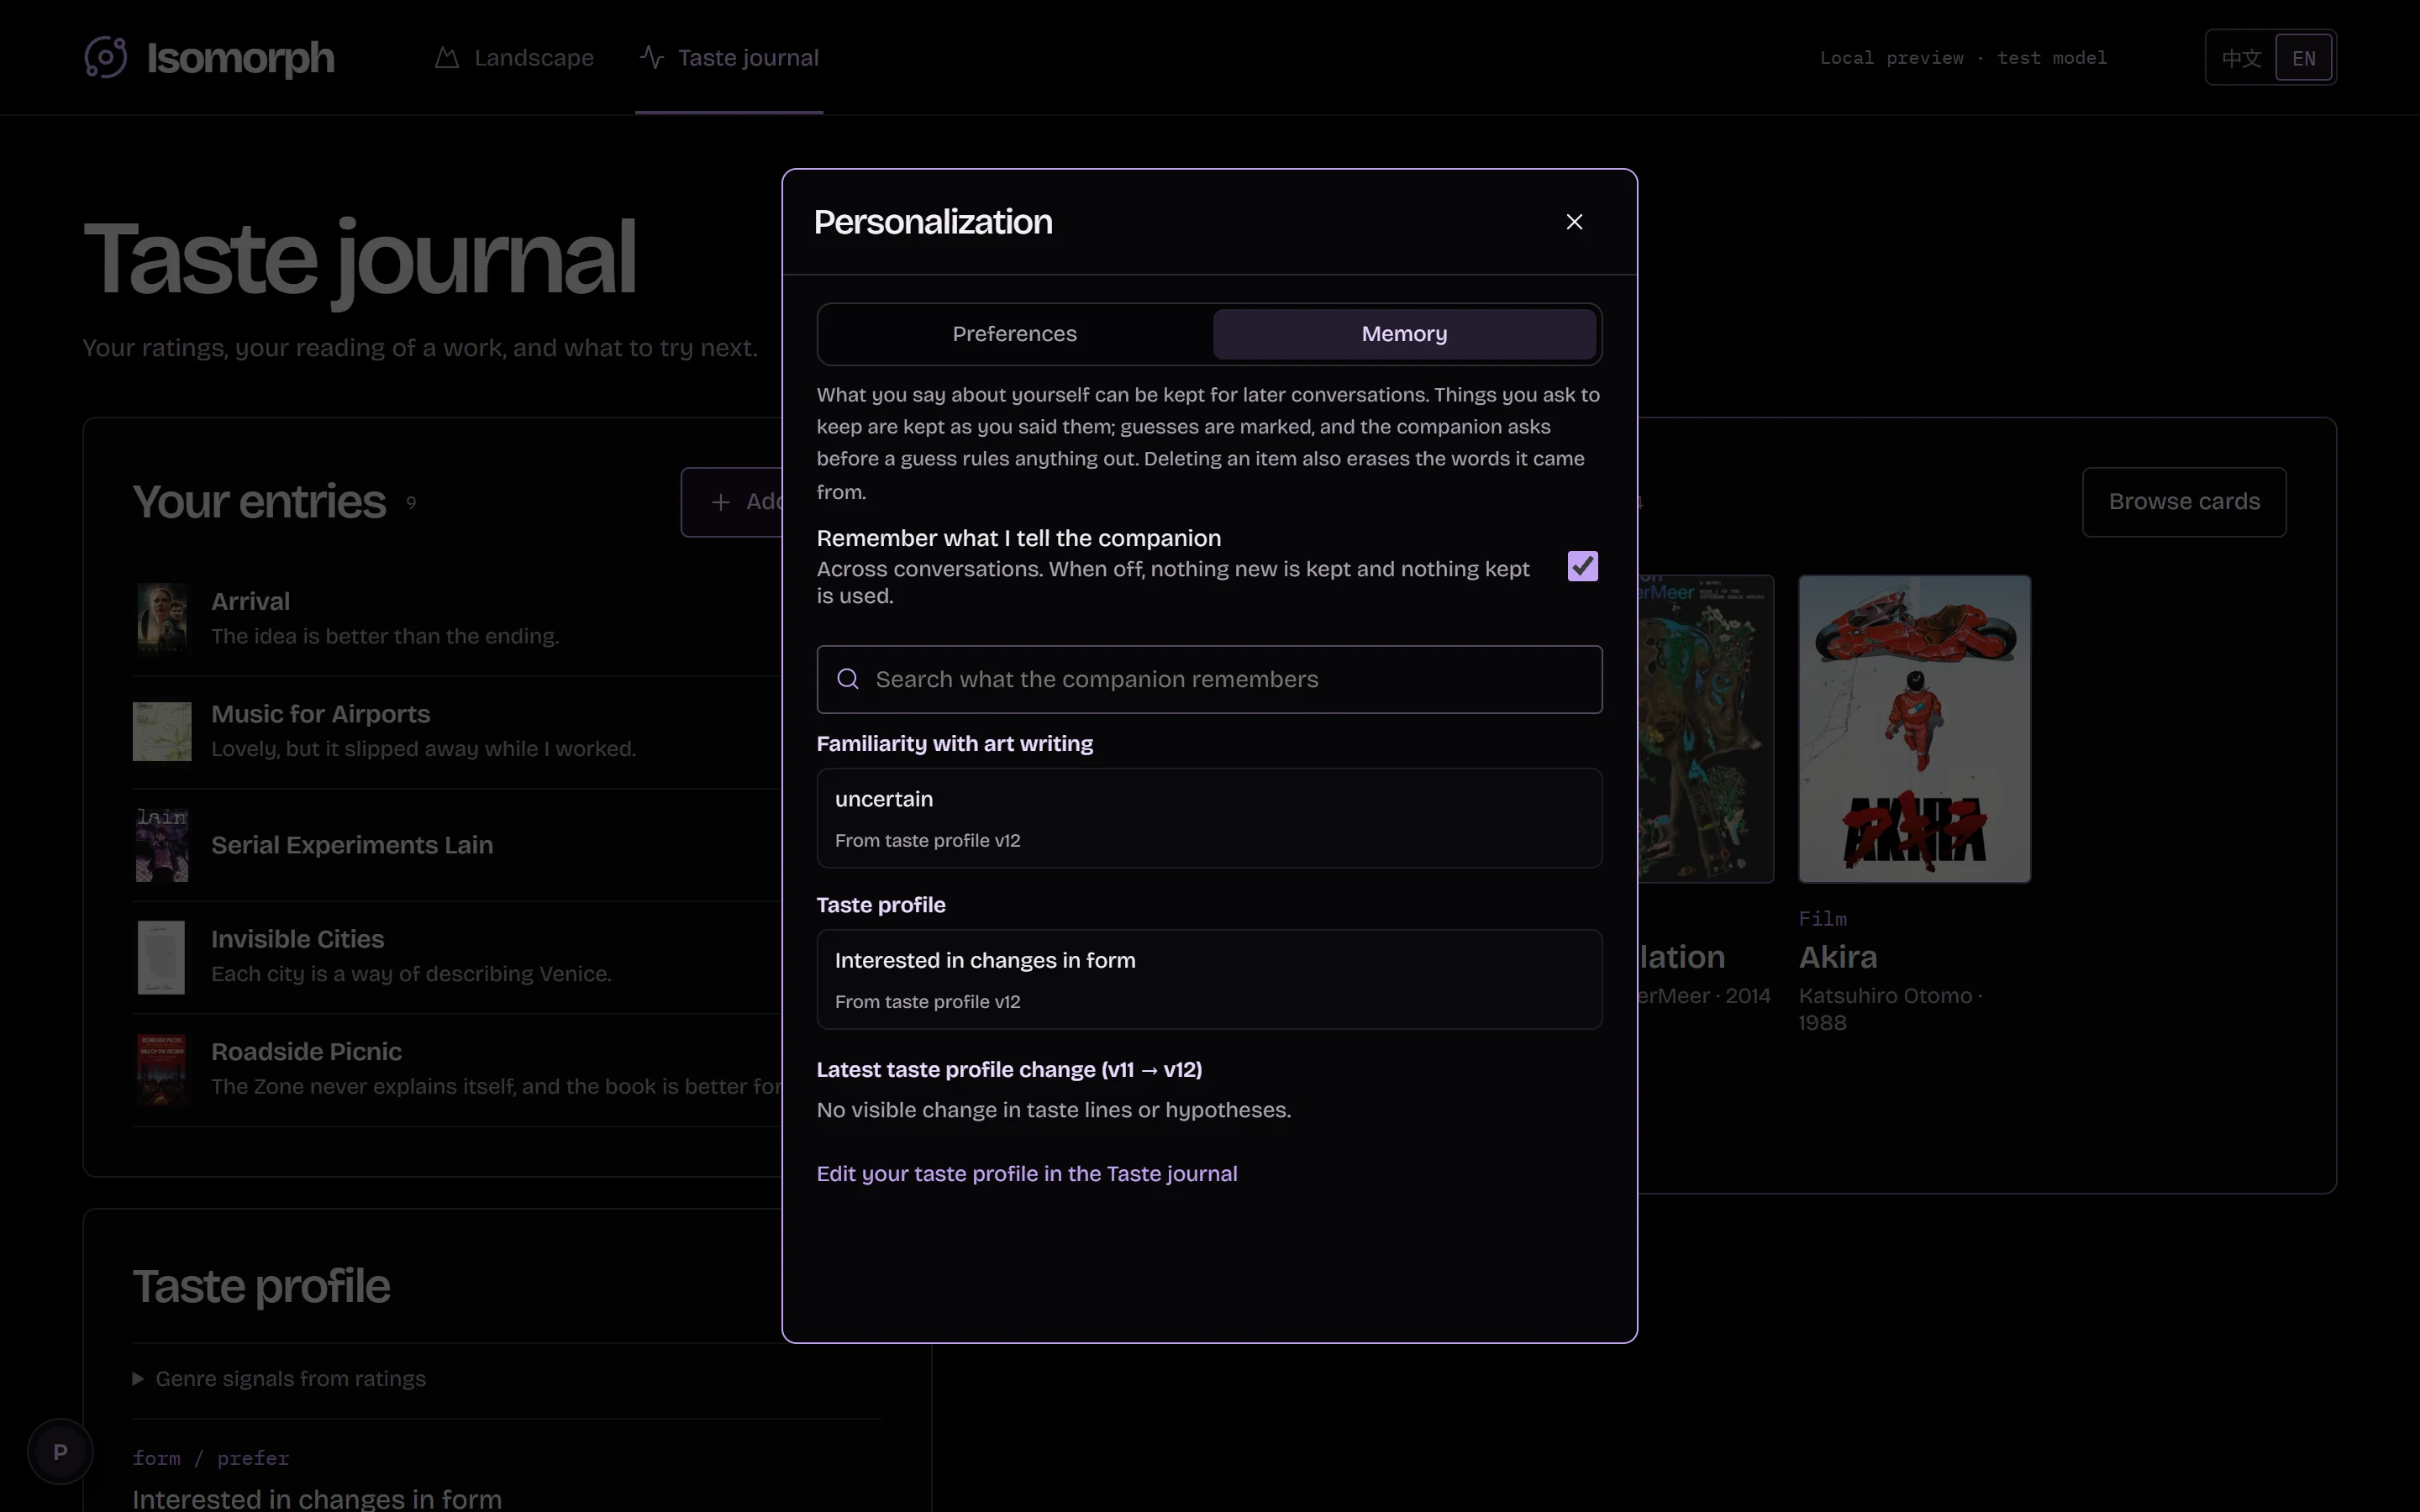 Isomorph
Landscape
Taste journal
Local preview · test model
中文
EN
Taste journal
Your ratings, your reading of a work, and what to try next.
Your entries 9
Browse cards
Arrival
The idea is better than the ending.
Music for Airports
Lovely, but it slipped away while I worked.
lain
Serial Experiments Lain
Invisible Cities
Each city is a way of describing Venice.
Roadside Picnic
The Zone never explains itself, and the book is better for
Taste profile
Genre signals from ratings
form / prefer
Interested in changes in form
P
Personalization
Preferences
Memory
What you say about yourself can be kept for later conversations. Things you ask to
keep are kept as you said them; guesses are marked, and the companion asks
before a guess rules anything out. Deleting an item also erases the words it came
from.
Remember what I tell the companion
Across conversations. When off, nothing new is kept and nothing kept
is used.
Search what the companion remembers
Familiarity with art writing
uncertain
From taste profile v12
Taste profile
Interested in changes in form
From taste profile v12
Latest taste profile change (v11 → v12)
No visible change in taste lines or hypotheses.
Edit your taste profile in the Taste journal
2014
AKIRA
アキラ
Film
Akira
Katsuhiro Otomo ·
1988